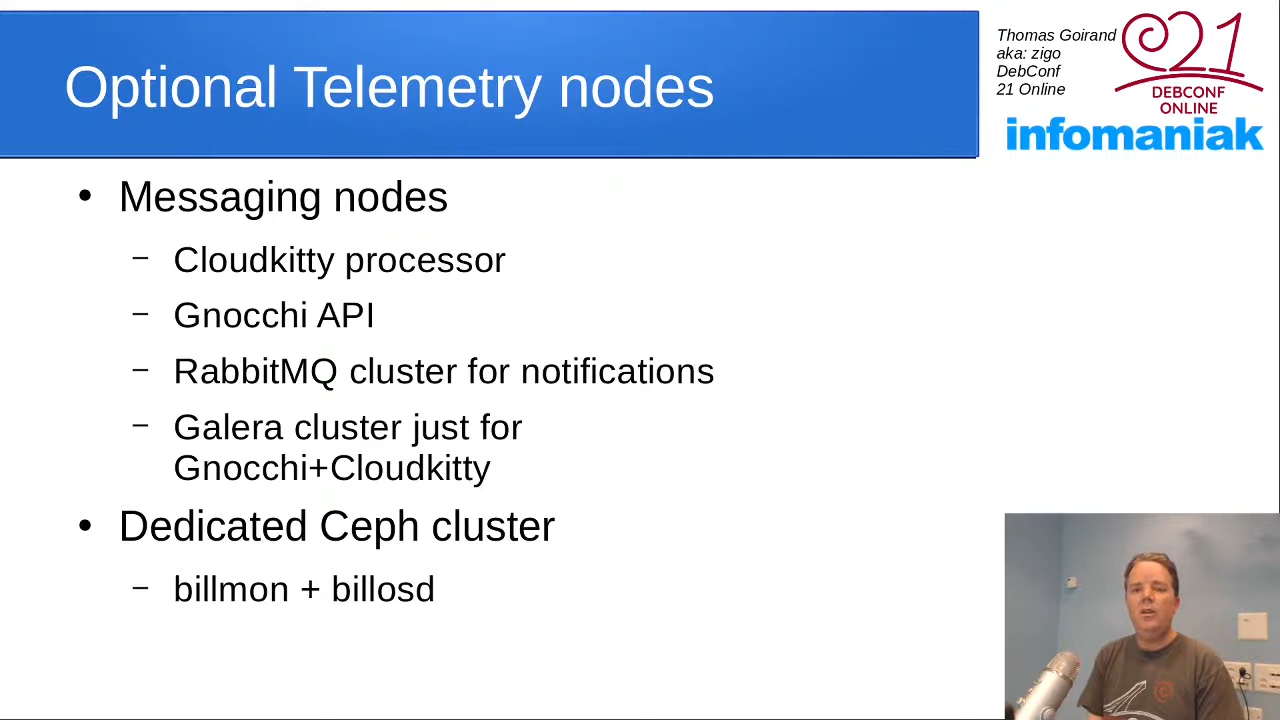 Optional Telemetry nodes
Thomas Goirand
aka: zigo
DebConf
21 Online
21
DEBCONF
ONLINE
infomaniak
• Messaging nodes
– Cloudkitty processor
– Gnocchi API
– RabbitMQ cluster for notifications
– Galera cluster just for
Gnocchi+Cloudkitty
• Dedicated Ceph cluster
– billmon + billosd